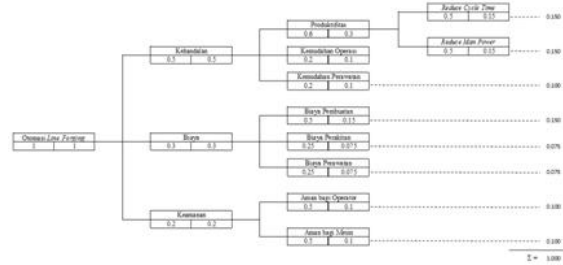 Reduce Cycle Time
0.5 0.15 0.150
Produktifitas
0.6 0.3
Reduce Man Power
0.5 0.15 0.150
Kehandalan
0.5 0.5
Kemudahan Operasi
0.2 0.1
Kemudahan Perawatan
0.2 0.1 0.100
Biaya Pembuatan
0.5 0.15 0.150
Otomasi Line Forging
1 1
Biaya
0.3 0.3
Biaya Perakitan
0.25 0.075 0.075
Biaya Perawatan
0.25 0.075 0.075
Aman bagi Operator
0.5 0.1 0.100
Keamanan
0.2 0.2
Aman bagi Mesin
0.5 0.1 0.100
Σ = 1.000